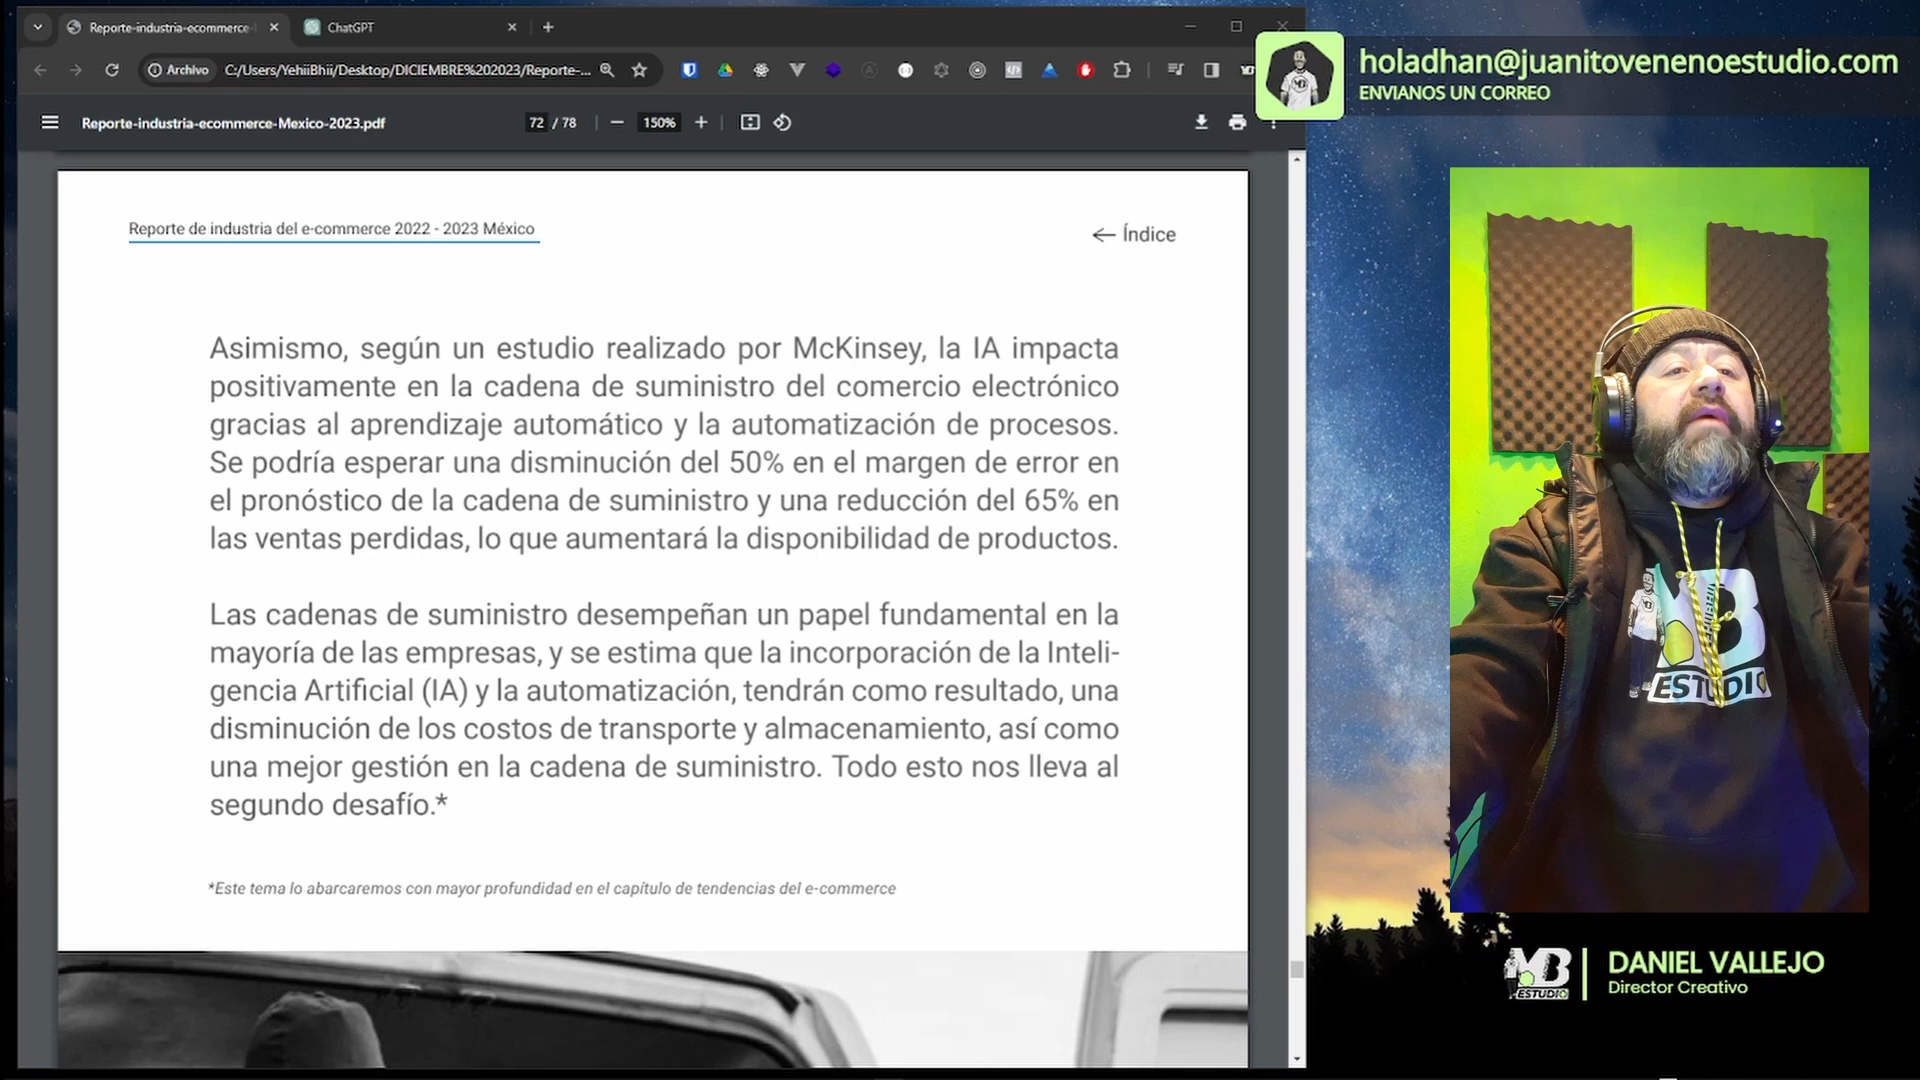 Reporte-industria-ecommerce-
ChatGPT
Archivo
C:/Users/YehiiBhii/Desktop/DICIEMBRE%202023/Reporte-...
holadhan@juanitovenenoestudio.com
ENVIANOS UN CORREO
Reporte-industria-ecommerce-Mexico-2023.pdf
72 / 78
150%
Reporte de industria del e-commerce 2022 - 2023 México
← Índice
Asimismo, según un estudio realizado por McKinsey, la IA impacta
positivamente en la cadena de suministro del comercio electrónico
gracias al aprendizaje automático y la automatización de procesos.
Se podría esperar una disminución del 50% en el margen de error en
el pronóstico de la cadena de suministro y una reducción del 65% en
las ventas perdidas, lo que aumentará la disponibilidad de productos.
Las cadenas de suministro desempeñan un papel fundamental en la
mayoría de las empresas, y se estima que la incorporación de la Inteli-
gencia Artificial (IA) y la automatización, tendrán como resultado, una
disminución de los costos de transporte y almacenamiento, así como
una mejor gestión en la cadena de suministro. Todo esto nos lleva al
segundo desafío.*
*Este tema lo abarcaremos con mayor profundidad en el capítulo de tendencias del e-commerce
ESTUDIO
ESTUDIO
DANIEL VALLEJO
Director Creativo